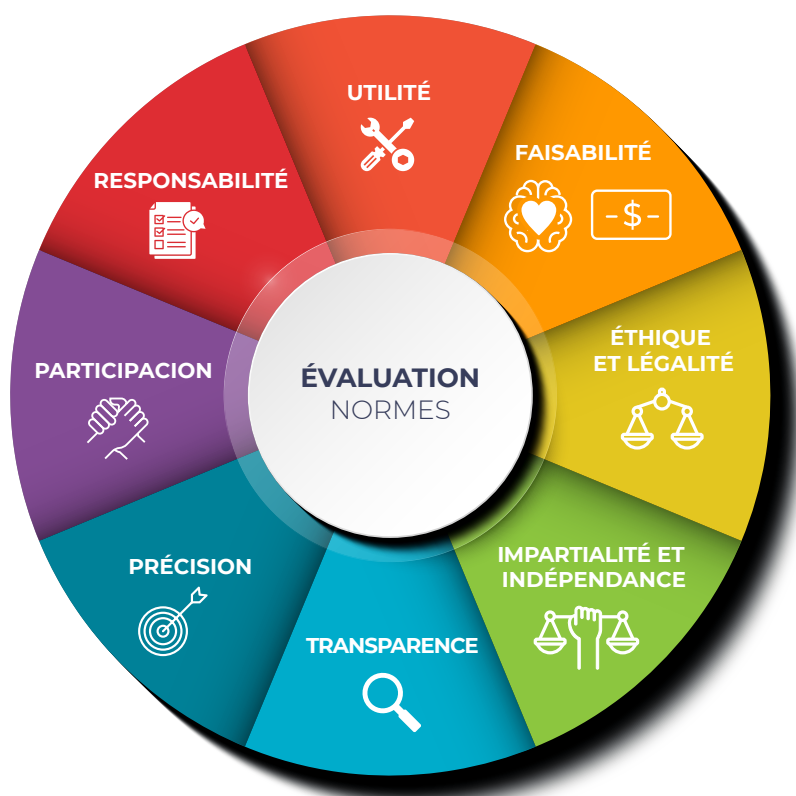 UTILITÉ
FAISABILITÉ
-$-
ÉTHIQUE
ET LÉGALITÉ
IMPARTIALITÉ ET
INDÉPENDANCE
TRANSPARENCE
PRÉCISION
PARTICIPACION
RESPONSABILITÉ
ÉVALUATION
NORMES